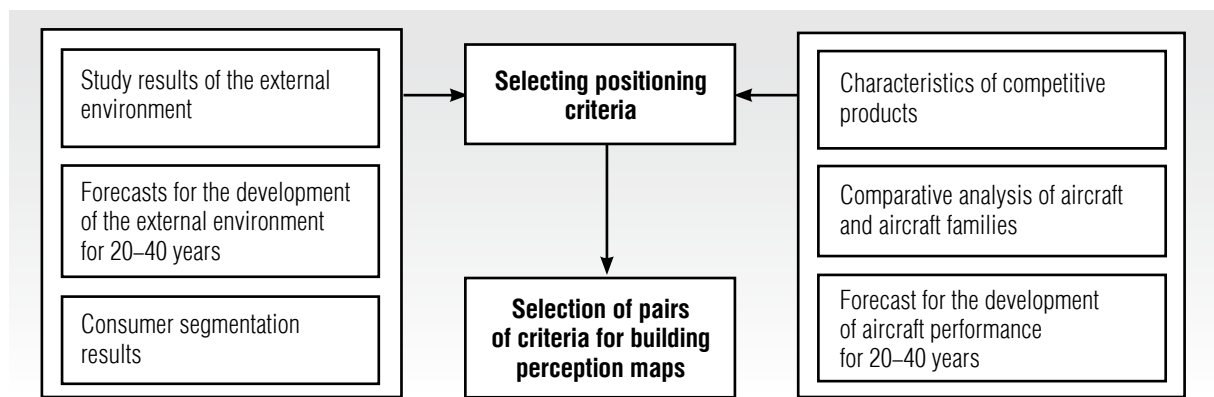 Study results of the external
environment
Forecasts for the development
of the external environment
for 20–40 years
Consumer segmentation
results
Selecting positioning
criteria
Selection of pairs
of criteria for building
perception maps
Characteristics of competitive
products
Comparative analysis of aircraft
and aircraft families
Forecast for the development
of aircraft performance
for 20–40 years